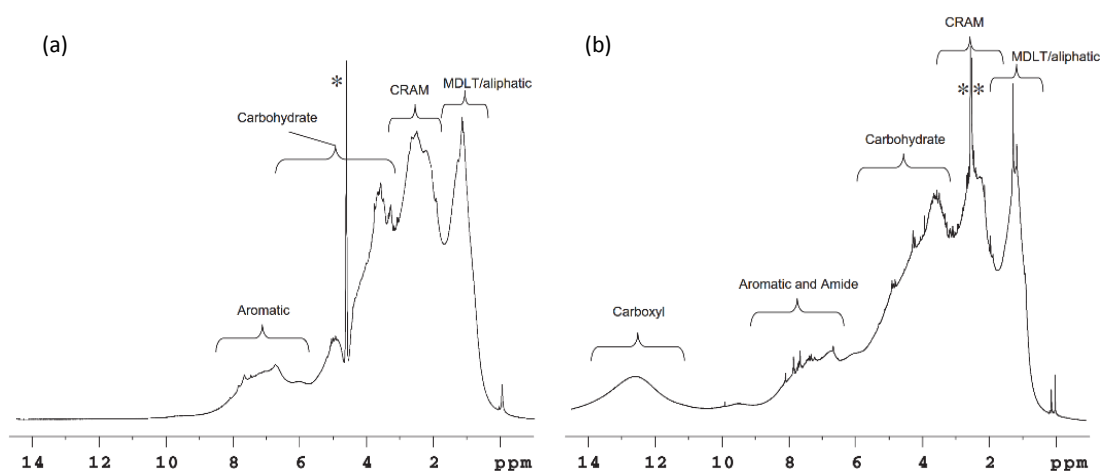 (a)
*
MDLT/aliphatic
CRAM
Carbohydrate
Aromatic
14 12 10 8 6 4 2 ppm
(b)
CRAM
MDLT/aliphatic
* *
Carbohydrate
Aromatic and Amide
Carboxyl
14 12 10 8 6 4 2 ppm